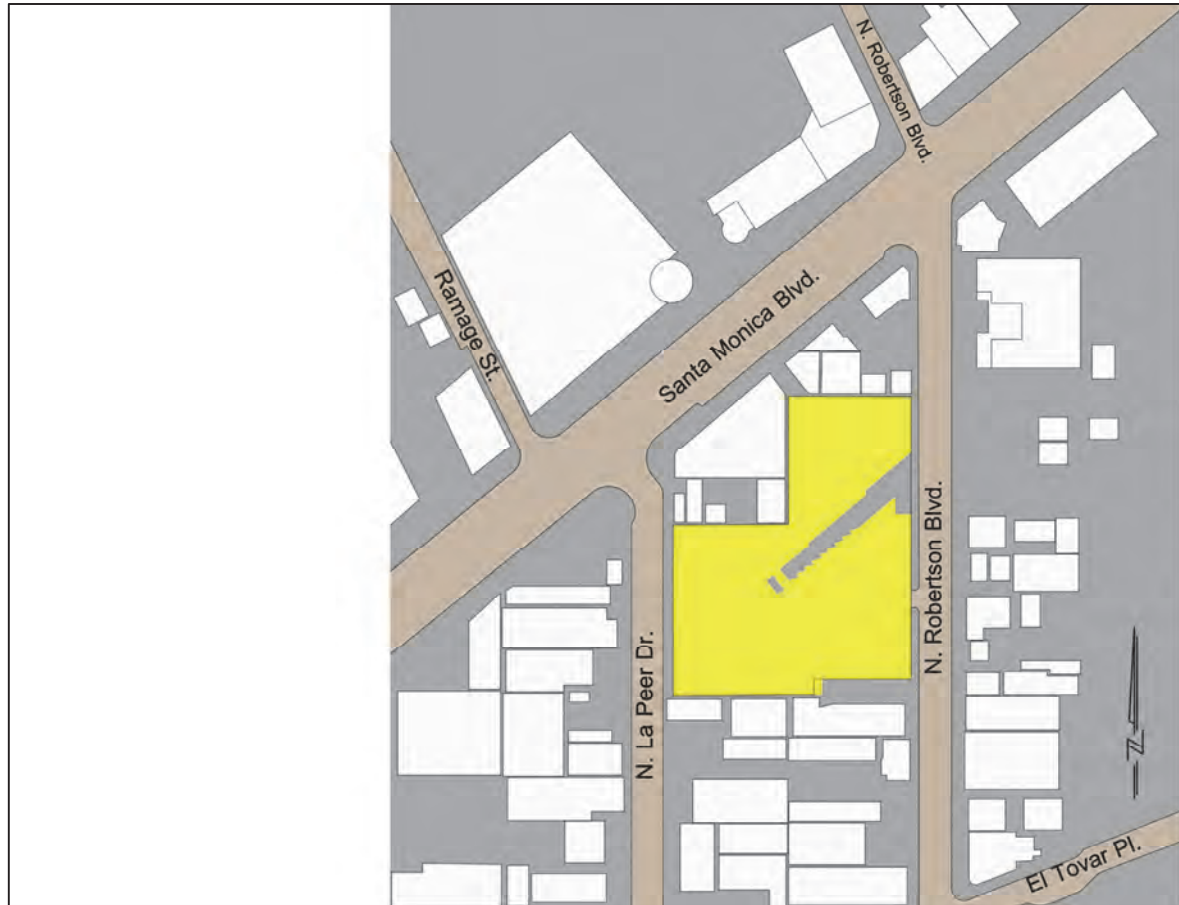 N. Robertson Blvd.
Ramage St.
Santa Monica Blvd.
N. Robertson Blvd.
N. La Peer Dr.
El Tovar Pl.
N